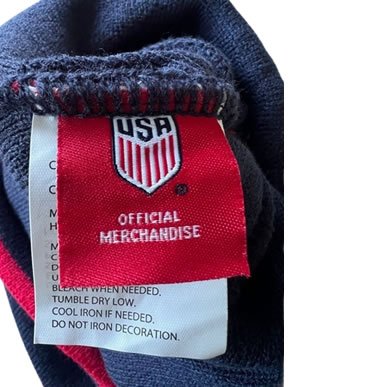 USA
®
OFFICIAL
MERCHANDISE
BLEACH WHEN NEEDED.
TUMBLE DRY LOW.
COOL IRON IF NEEDED.
DO NOT IRON DECORATION.